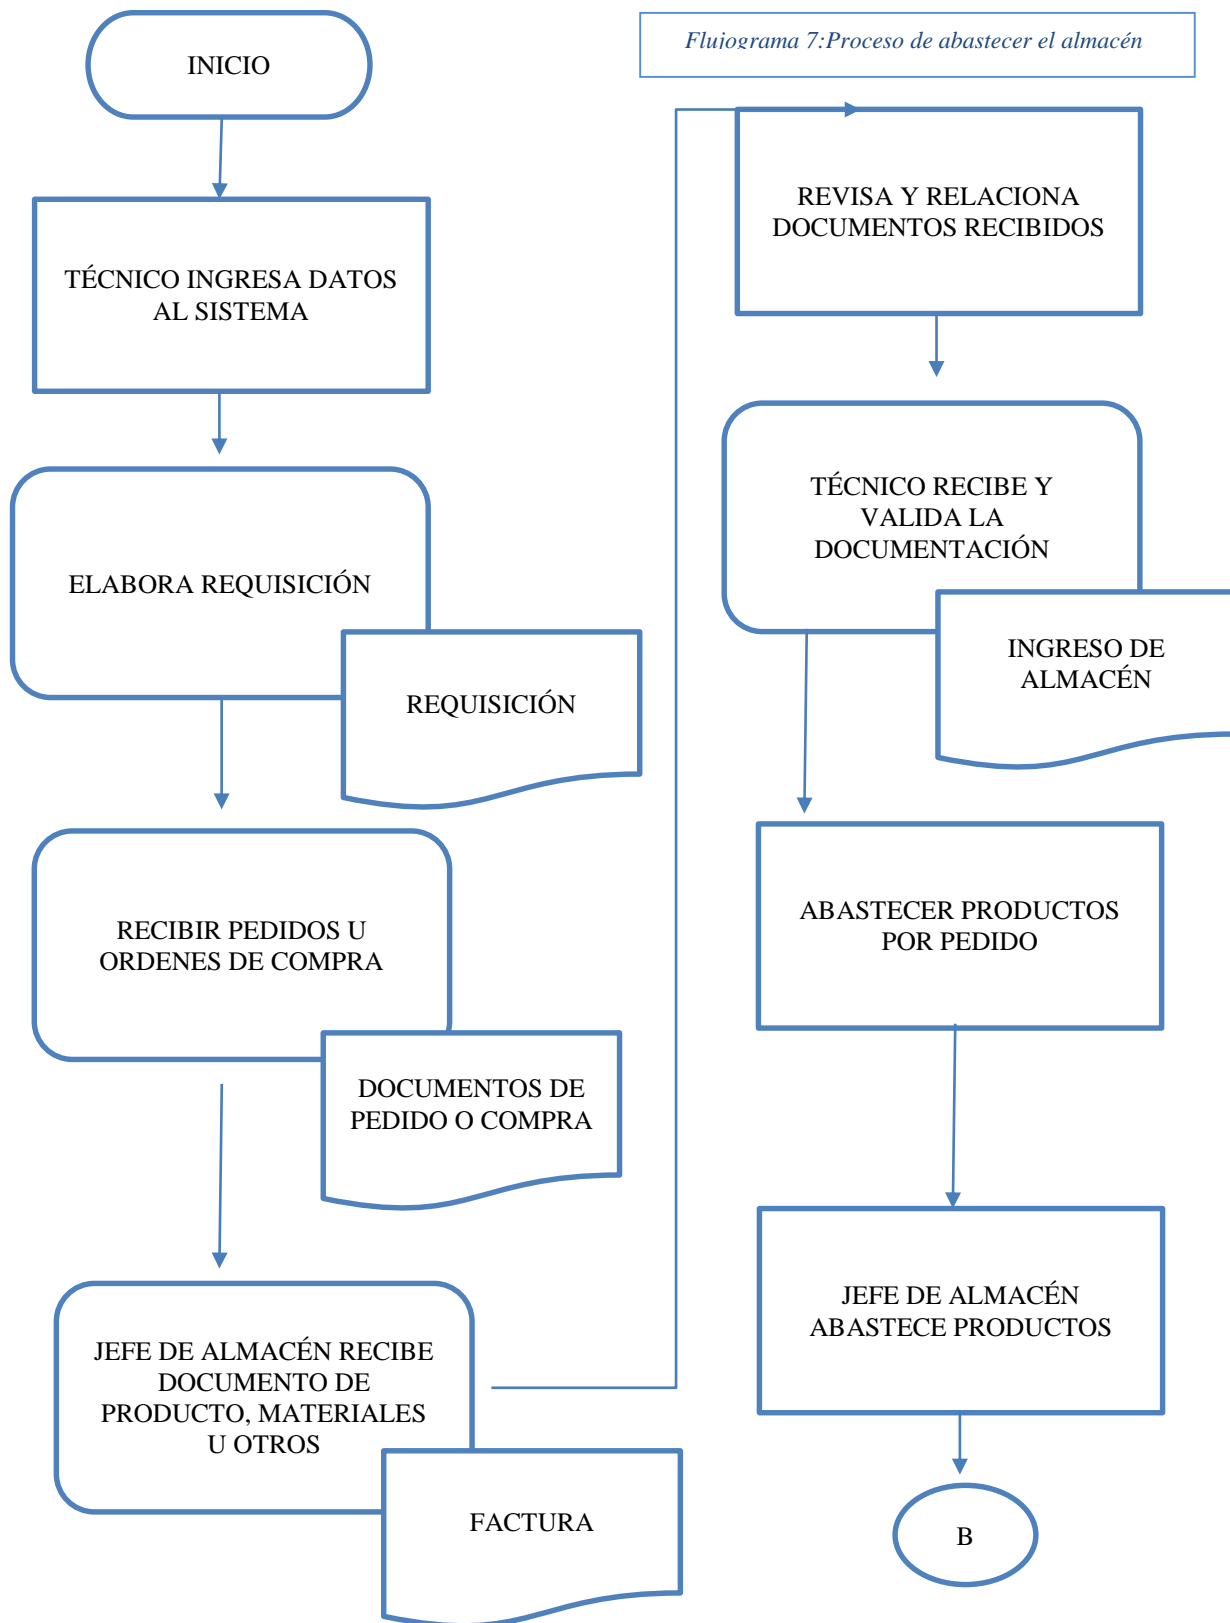 INICIO
TÉCNICO INGRESA DATOS
AL SISTEMA
ELABORA REQUISICIÓN
REQUISICIÓN
RECIBIR PEDIDOS U
ORDENES DE COMPRA
DOCUMENTOS DE
PEDIDO O COMPRA
JEFE DE ALMACÉN RECIBE
DOCUMENTO DE
PRODUCTO, MATERIALES
U OTROS
FACTURA
Flujograma 7:Proceso de abastecer el almacén
REVISA Y RELACIONA
DOCUMENTOS RECIBIDOS
TÉCNICO RECIBE Y
VALIDA LA
DOCUMENTACIÓN
INGRESO DE
ALMACÉN
ABASTECER PRODUCTOS
POR PEDIDO
JEFE DE ALMACÉN
ABASTECE PRODUCTOS
B